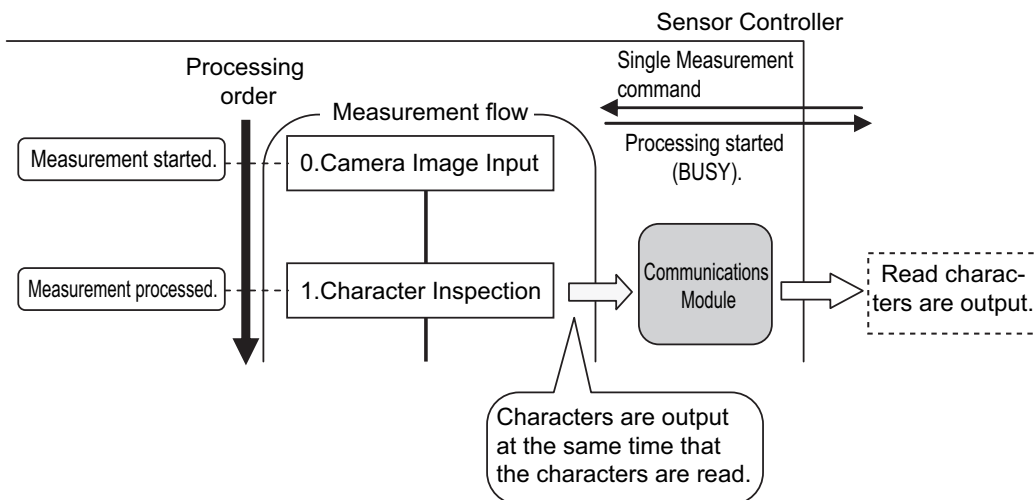 Sensor Controller
Processing
order
Single Measurement
command
Measurement flow
Processing started
(BUSY).
Measurement started.
0.Camera Image Input
Measurement processed.
1.Character Inspection
Communications
Module
Read charac-
ters are output.
Characters are output
at the same time that
the characters are read.